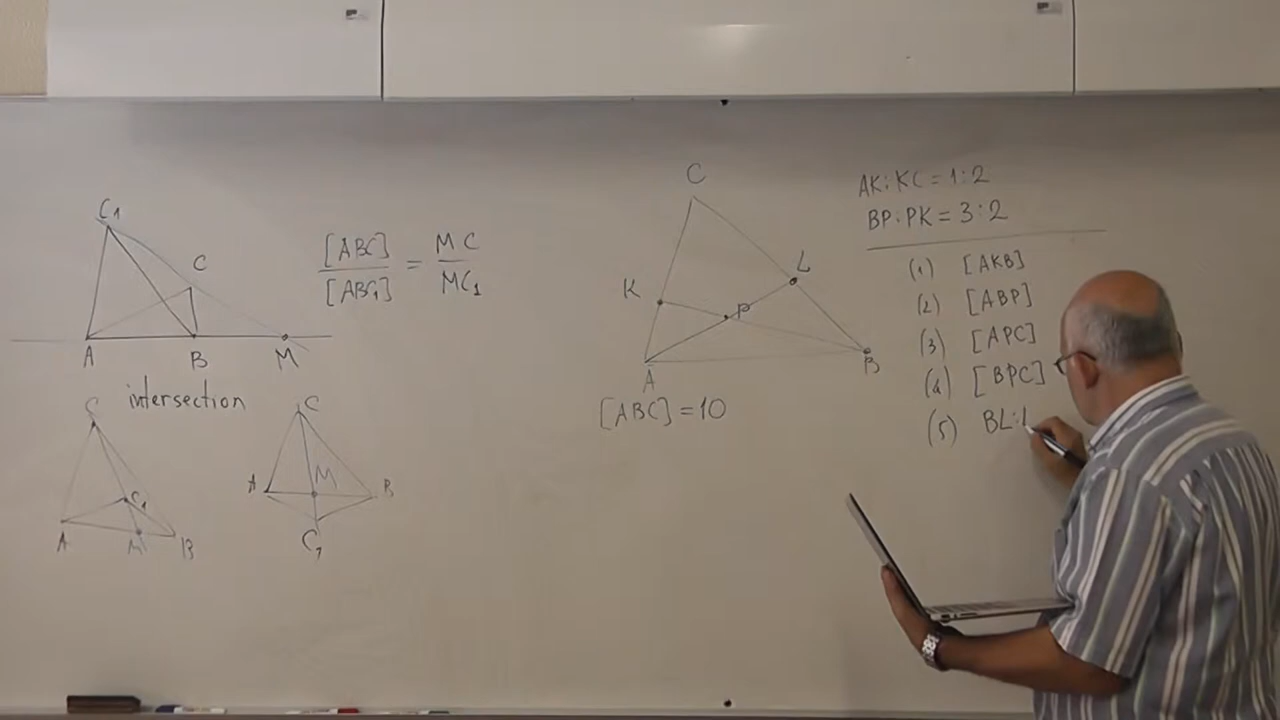 C1
C
[ABC] / [ABC1] = MC / MC1
A B M
intersection
C
C1
A M B
C
A M B
C1
C
K L
P
A B
[ABC] = 10
AK:KC = 1:2
BP:PK = 3:2
(1) [AKB]
(2) [ABP]
(3) [APC]
(4) [BPC]
(5) BL:L